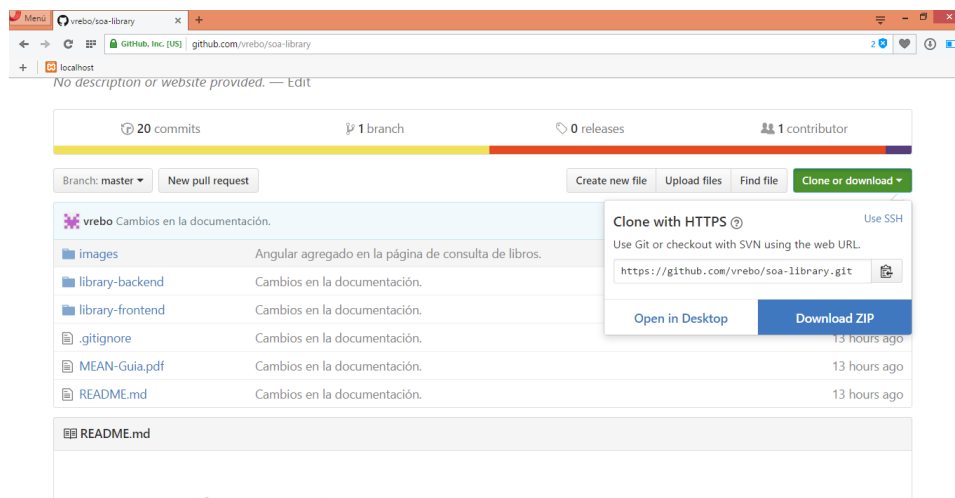 Menú vrebo/soa-library
GitHub, Inc. [US] github.com/vrebo/soa-library 2
localhost
No description or website provided. — Edit
20 commits 1 branch 0 releases 1 contributor
Branch: master New pull request Create new file Upload files Find file Clone or download
vrebo Cambios en la documentación.
Clone with HTTPS Use SSH
Use Git or checkout with SVN using the web URL.
https://github.com/vrebo/soa-library.git
Open in Desktop Download ZIP
images Angular agregado en la página de consulta de libros.
library-backend Cambios en la documentación.
library-frontend Cambios en la documentación.
.gitignore Cambios en la documentación. 13 hours ago
MEAN-Guia.pdf Cambios en la documentación. 13 hours ago
README.md Cambios en la documentación. 13 hours ago
README.md